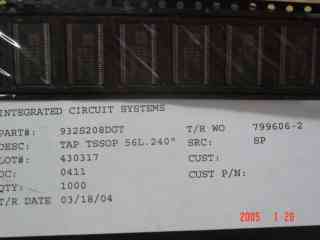 INTEGRATED CIRCUIT SYSTEMS
PART#: 932S208DGT T/R WO 799606-2
DESC: TAP TSSOP 56L.240" SRC: SP
LOT#: 430317 CUST:
DC: 0411 CUST P/N:
QTY: 1000
T/R DATE 03/18/04
2005 1 20